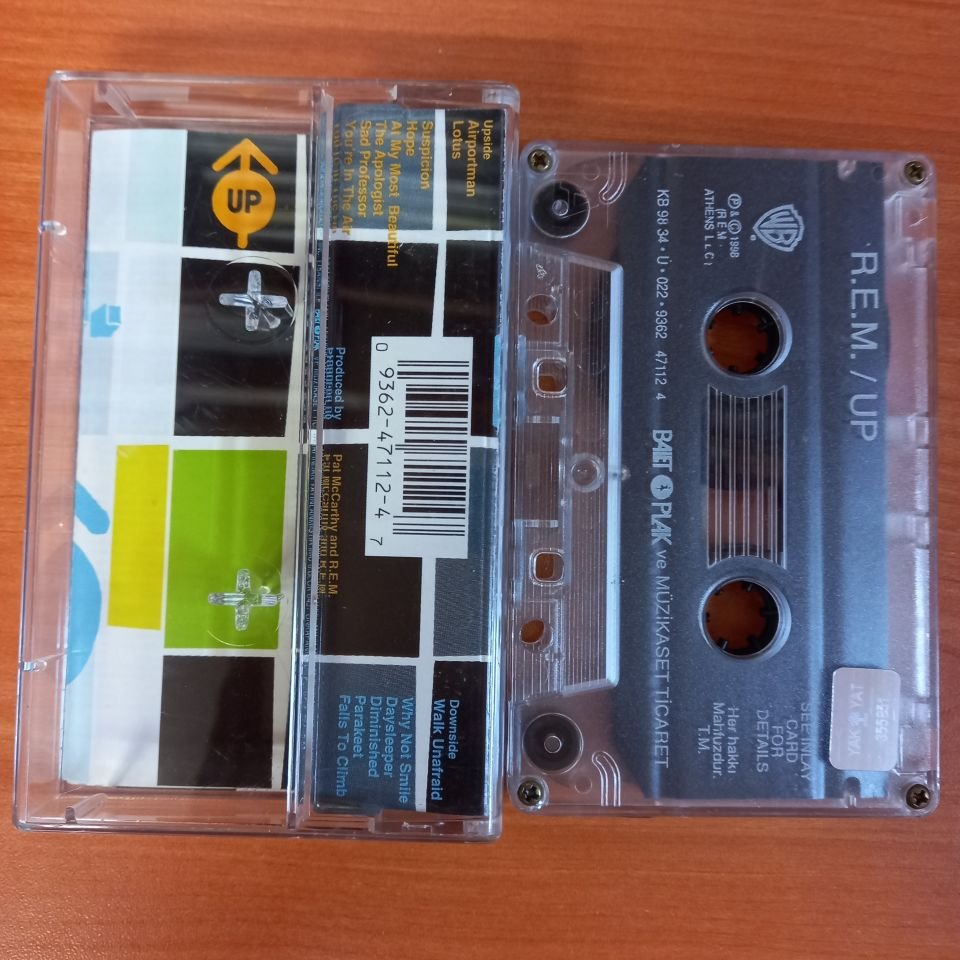 UP
Upside
Airportman
Lotus
Suspicion
Hope
At My Most Beautiful
The Apologist
Sad Professor
You're In The Air
Produced by
Pat McCarthy and R.E.M.
0 9362-47112-4 7
Downside
Walk Unafraid
Why Not Smile
Daysleeper
Diminished
Parakeet
Falls To Climb
R.E.M. / UP
WB
®
Ⓟ & © 1998
R.E.M.
ATHENS L.L.C.
KB 98 34 • Ü • 022 • 9362 47112 4
BALET PLAK ve MÜZİKASET TİCARET
SEE INLAY
CARD
FOR
DETAILS
Her hakkı
Mahfuzdur.
T.M.